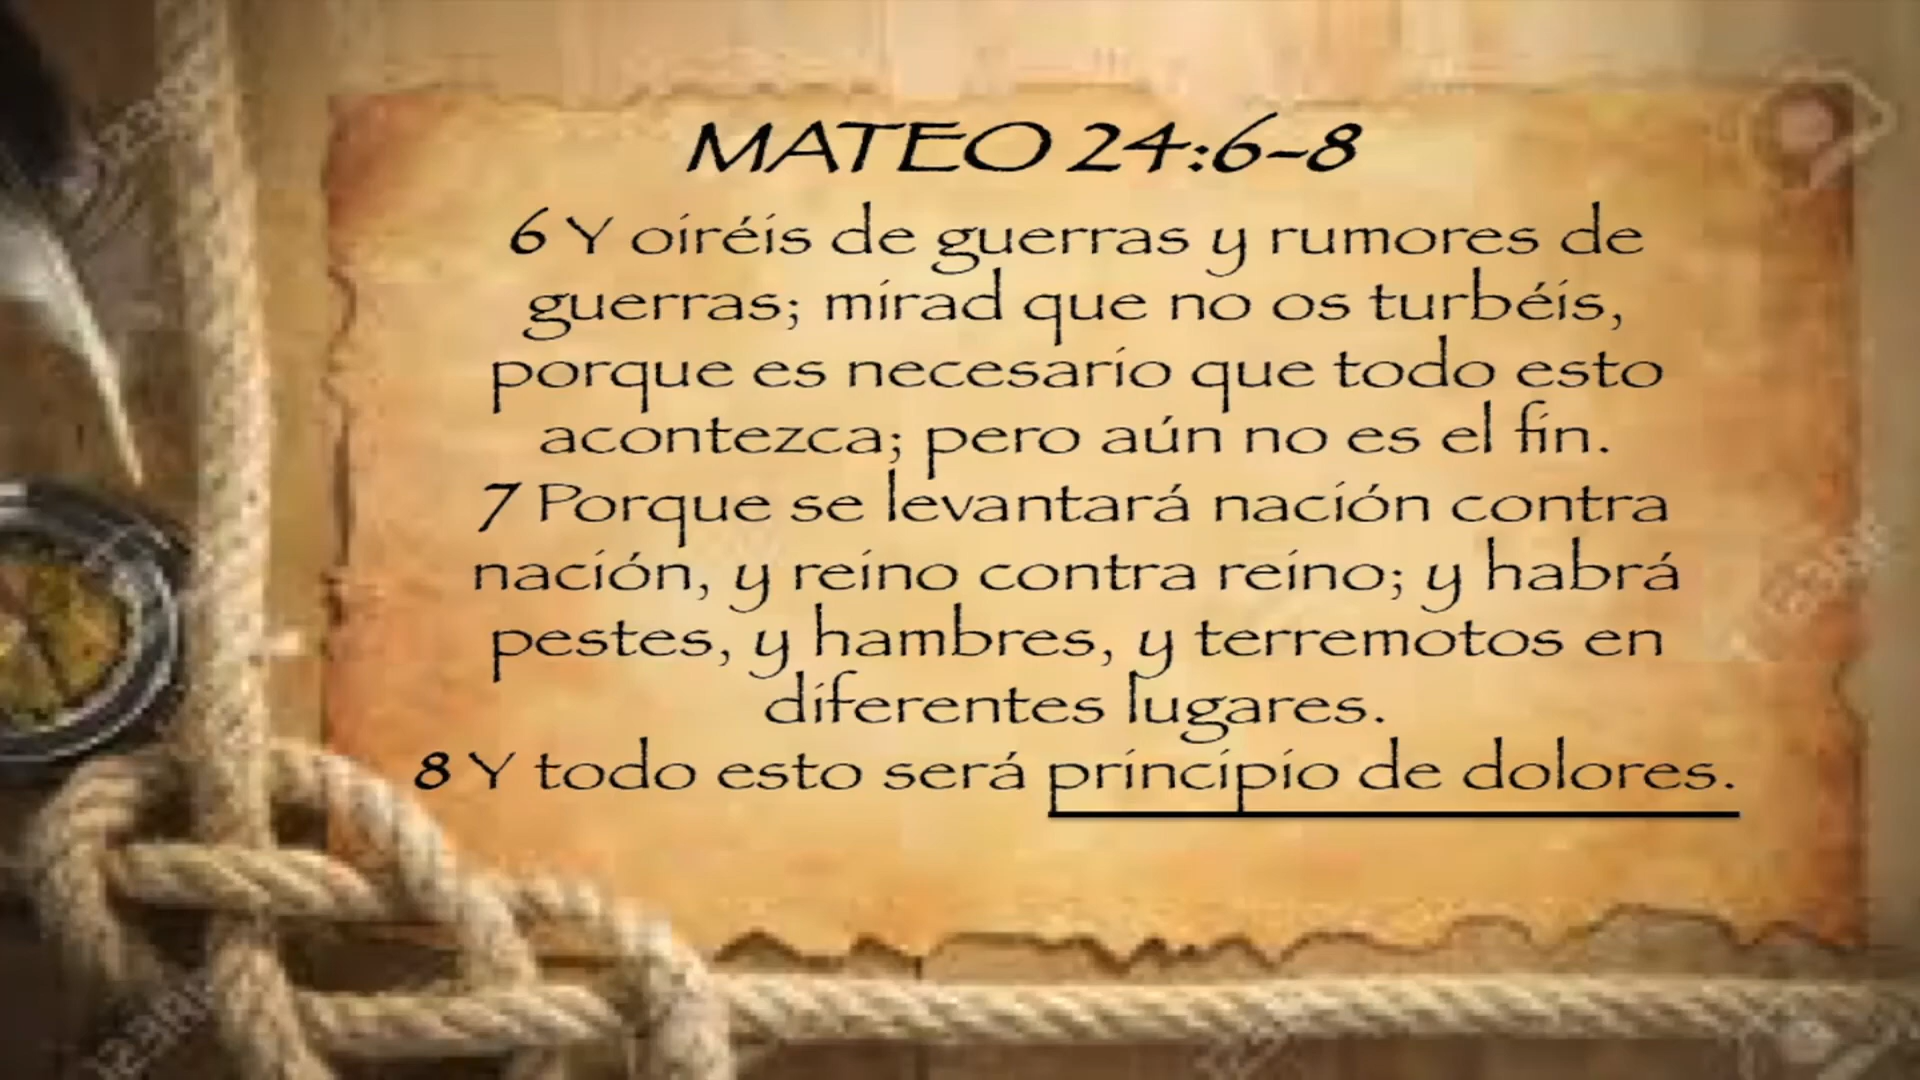 MATEO 24:6-8
6 Y oiréis de guerras y rumores de
guerras; mirad que no os turbéis,
porque es necesario que todo esto
acontezca; pero aún no es el fin.
7 Porque se levantará nación contra
nación, y reino contra reino; y habrá
pestes, y hambres, y terremotos en
diferentes lugares.
8 Y todo esto será principio de dolores.